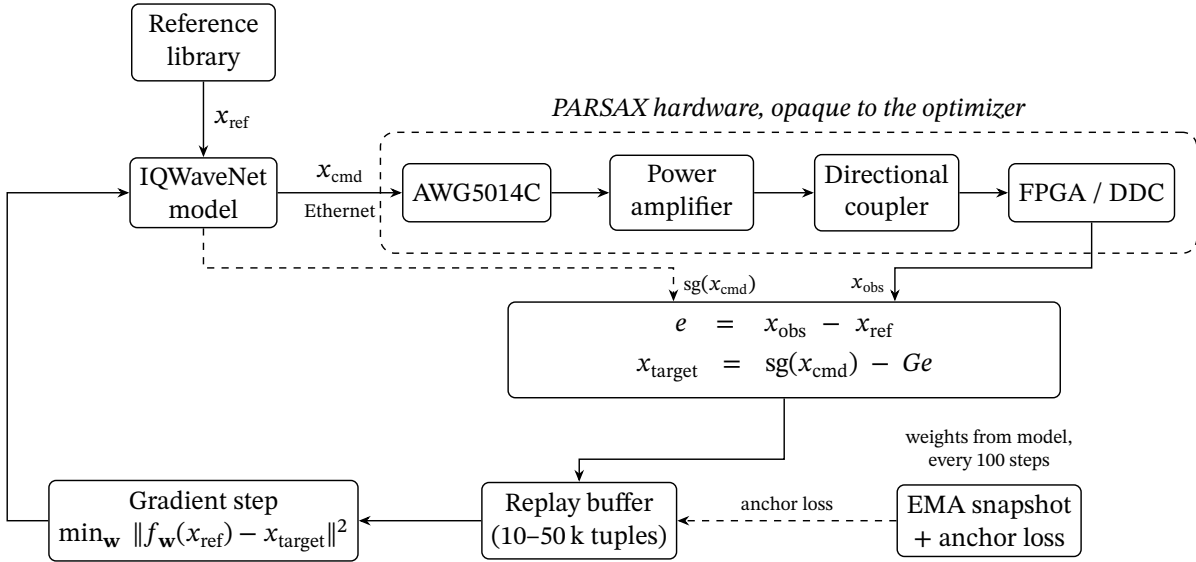 Reference
library
x_ref
PARSAX hardware, opaque to the optimizer
IQWaveNet
model
x_cmd
Ethernet
AWG5014C
Power
amplifier
Directional
coupler
FPGA / DDC
sg(x_cmd)
x_obs
e = x_obs − x_ref
x_target = sg(x_cmd) − Ge
weights from model,
every 100 steps
Gradient step
min_w ‖f_w(x_ref) − x_target‖²
Replay buffer
(10–50 k tuples)
anchor loss
EMA snapshot
+ anchor loss